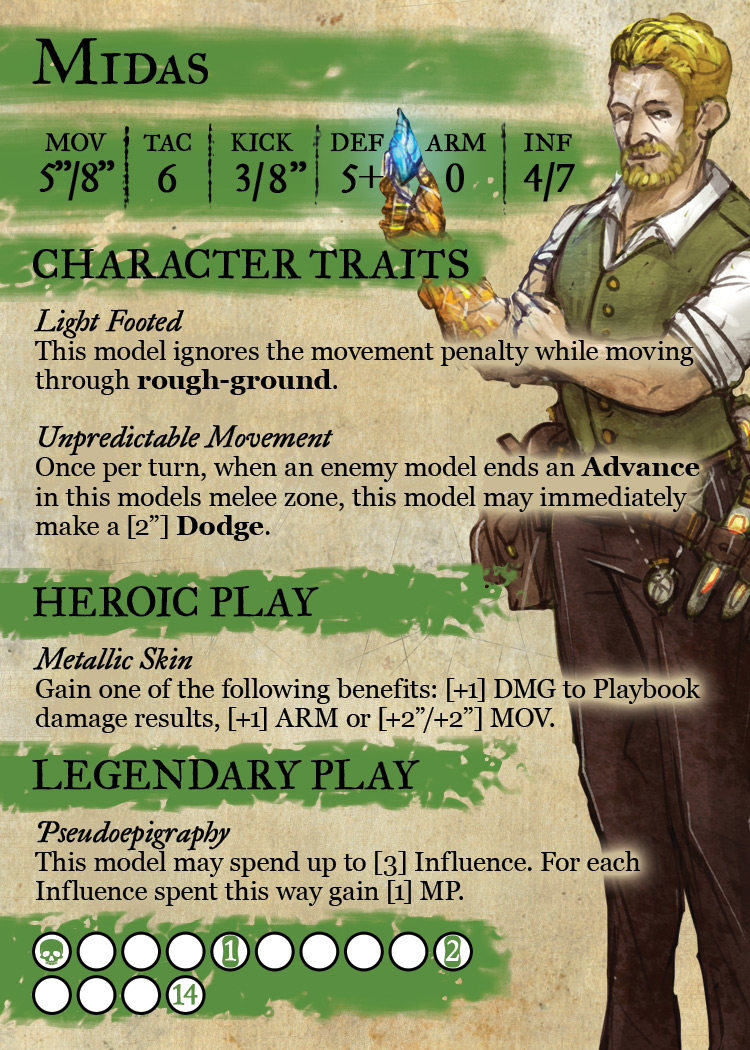 Midas
MOV TAC KICK DEF ARM INF
5”/8” 6 3/8” 5+ 0 4/7
CHARACTER TRAITS
Light Footed
This model ignores the movement penalty while moving
through rough-ground.
Unpredictable Movement
Once per turn, when an enemy model ends an Advance
in this models melee zone, this model may immediately
make a [2”] Dodge.
HEROIC PLAY
Metallic Skin
Gain one of the following benefits: [+1] DMG to Playbook
damage results, [+1] ARM or [+2”/+2”] MOV.
LEGENDARY PLAY
Pseudoepigraphy
This model may spend up to [3] Influence. For each
Influence spent this way gain [1] MP.
1 2
14